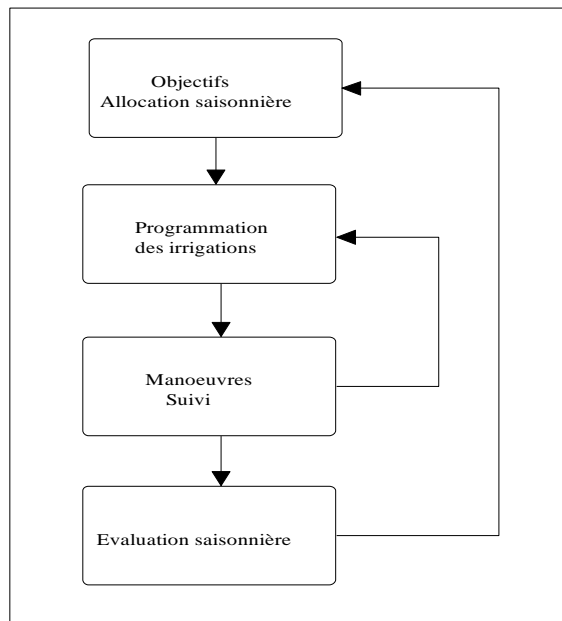 Objectifs
Allocation saisonnière
Programmation
des irrigations
Manoeuvres
Suivi
Evaluation saisonnière